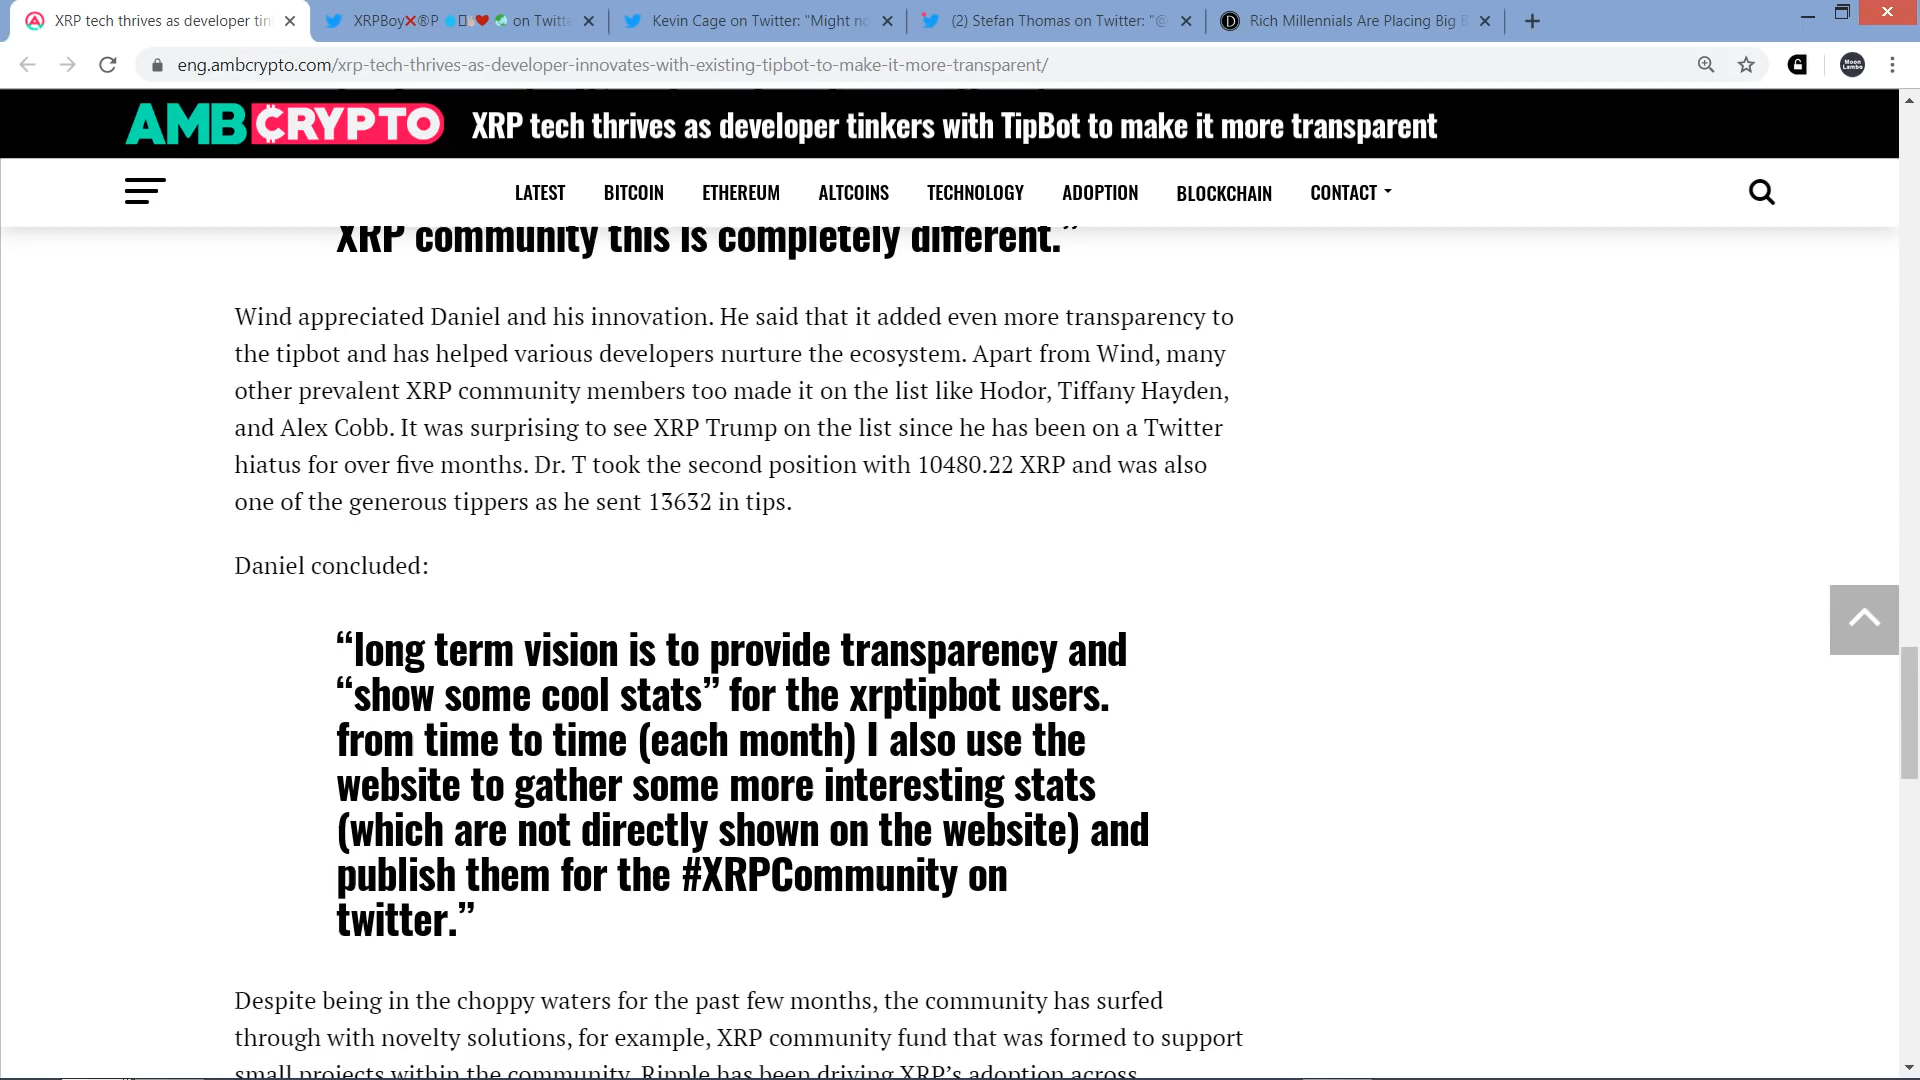 XRP tech thrives as developer tin
XRPBoy❌®P on Twitte
Kevin Cage on Twitter: "Might no
(2) Stefan Thomas on Twitter: "@
Rich Millennials Are Placing Big B
eng.ambcrypto.com/xrp-tech-thrives-as-developer-innovates-with-existing-tipbot-to-make-it-more-transparent/
AMBCRYPTO
XRP tech thrives as developer tinkers with TipBot to make it more transparent
LATEST BITCOIN ETHEREUM ALTCOINS TECHNOLOGY ADOPTION BLOCKCHAIN CONTACT
XRP community this is completely different.”
Wind appreciated Daniel and his innovation. He said that it added even more transparency to
the tipbot and has helped various developers nurture the ecosystem. Apart from Wind, many
other prevalent XRP community members too made it on the list like Hodor, Tiffany Hayden,
and Alex Cobb. It was surprising to see XRP Trump on the list since he has been on a Twitter
hiatus for over five months. Dr. T took the second position with 10480.22 XRP and was also
one of the generous tippers as he sent 13632 in tips.
Daniel concluded:
“long term vision is to provide transparency and
“show some cool stats” for the xrptipbot users.
from time to time (each month) I also use the
website to gather some more interesting stats
(which are not directly shown on the website) and
publish them for the #XRPCommunity on
twitter.”
Despite being in the choppy waters for the past few months, the community has surfed
through with novelty solutions, for example, XRP community fund that was formed to support
small projects within the community. Ripple has been driving XRP’s adoption across